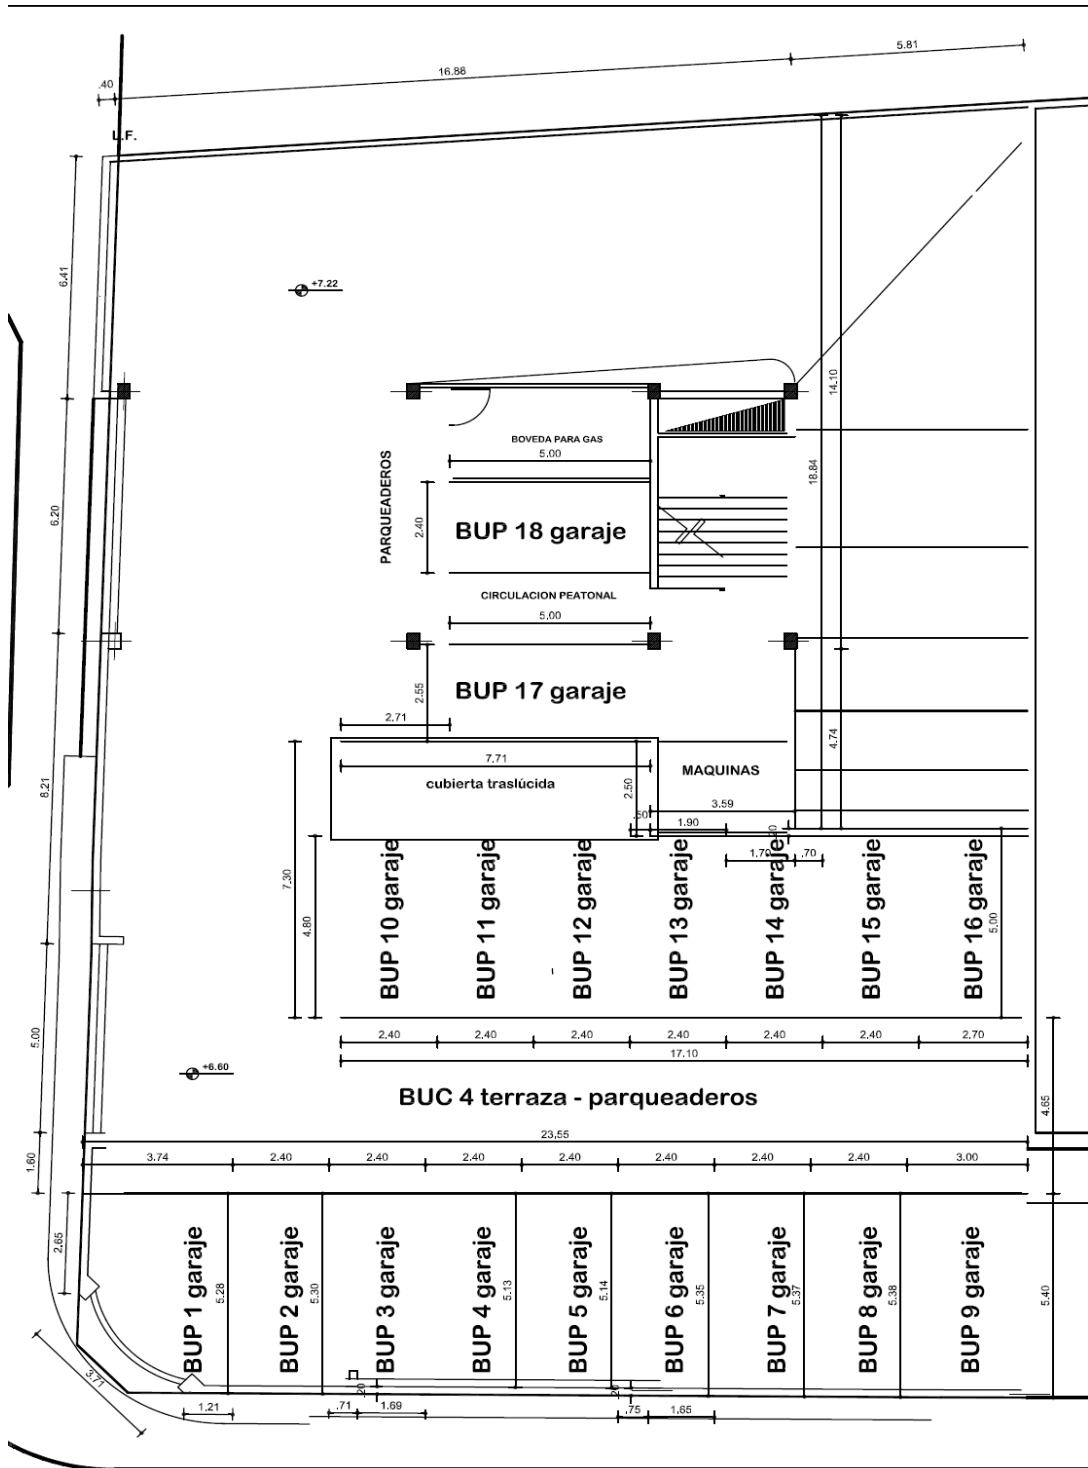 5.81
16.88
.40
L.F.
6.41
+7.22
14.10
BOVEDA PARA GAS
5.00
PARQUEADEROS
18.84
6.20
2.40
BUP 18 garaje
CIRCULACION PEATONAL
5.00
2.55
BUP 17 garaje
2.71
4.74
7.71
MAQUINAS
cubierta traslúcida
2.50
8.21
3.59
.50
1.90
.20
1.70
.70
7.30
4.80
BUP 10 garaje
BUP 11 garaje
BUP 12 garaje
BUP 13 garaje
BUP 14 garaje
BUP 15 garaje
BUP 16 garaje
5.00
2.40
2.40
2.40
2.40
2.40
2.40
2.70
17.10
5.00
+6.60
BUC 4 terraza - parqueaderos
4.65
23.55
1.60
3.74
2.40
2.40
2.40
2.40
2.40
2.40
2.40
3.00
2.65
BUP 1 garaje
5.28
BUP 2 garaje
5.30
BUP 3 garaje
BUP 4 garaje
5.13
BUP 5 garaje
5.14
BUP 6 garaje
5.35
BUP 7 garaje
5.37
BUP 8 garaje
5.38
BUP 9 garaje
5.40
3.71
.20
.20
1.21
.71
1.69
.75
1.65